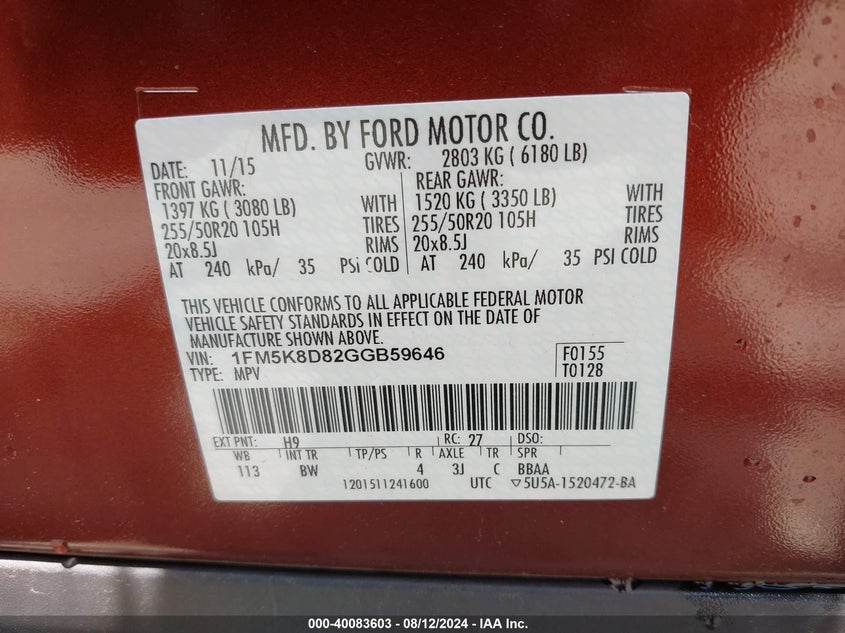 MFD. BY FORD MOTOR CO.
DATE: 11/15 GVWR: 2803 KG ( 6180 LB)
FRONT GAWR: REAR GAWR:
1397 KG ( 3080 LB) WITH 1520 KG ( 3350 LB) WITH
255/50R20 105H TIRES 255/50R20 105H TIRES
20x8.5J RIMS 20x8.5J RIMS
AT 240 kPa/ 35 PSI COLD AT 240 kPa/ 35 PSI COLD
THIS VEHICLE CONFORMS TO ALL APPLICABLE FEDERAL MOTOR
VEHICLE SAFETY STANDARDS IN EFFECT ON THE DATE OF
MANUFACTURE SHOWN ABOVE.
VIN: 1FM5K8D82GGB59646 F0155
TYPE: MPV T0128
EXT PNT: H9 RC: 27 DSO:
WB INT TR TP/PS R AXLE TR SPR
113 BW 4 3J C BBAA
1201511241600 UTC ▽5U5A-1520472-BA
000-40083603 - 08/12/2024 - IAA Inc.